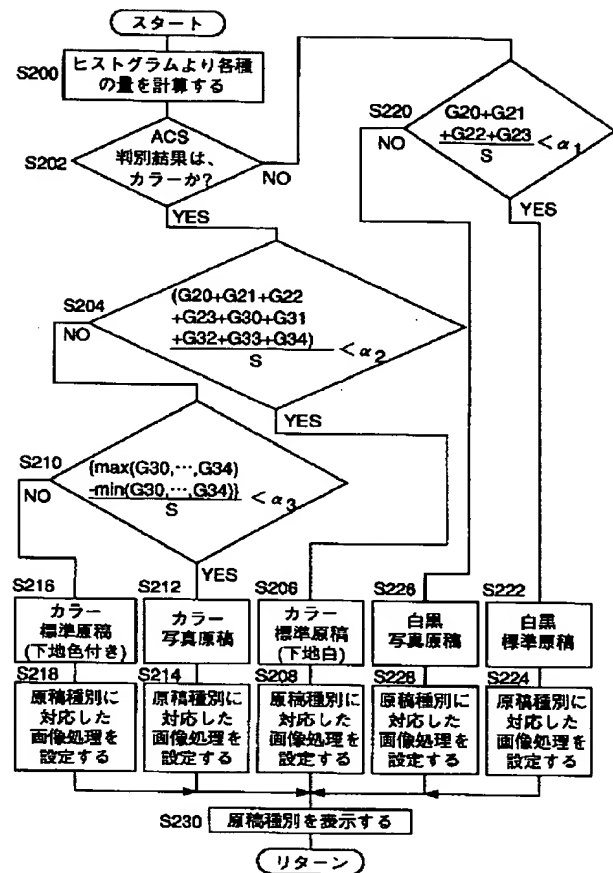 スタート
S200
ヒストグラムより各種
の量を計算する
S202
ACS
判別結果は、
カラーか?
NO
YES
S220
G20+G21
+G22+G23
S
< α1
NO
YES
S204
(G20+G21+G22
+G23+G30+G31
+G32+G33+G34)
S
< α2
NO
YES
S210
{max(G30,…,G34)
-min(G30,…,G34)}
S
< α3
NO
YES
S216
カラー
標準原稿
(下地色付き)
S212
カラー
写真原稿
S206
カラー
標準原稿
(下地白)
S226
白黒
写真原稿
S222
白黒
標準原稿
S218
原稿種別に
対応した
画像処理を
設定する
S214
原稿種別に
対応した
画像処理を
設定する
S208
原稿種別に
対応した
画像処理を
設定する
S228
原稿種別に
対応した
画像処理を
設定する
S224
原稿種別に
対応した
画像処理を
設定する
S230
原稿種別を表示する
リターン